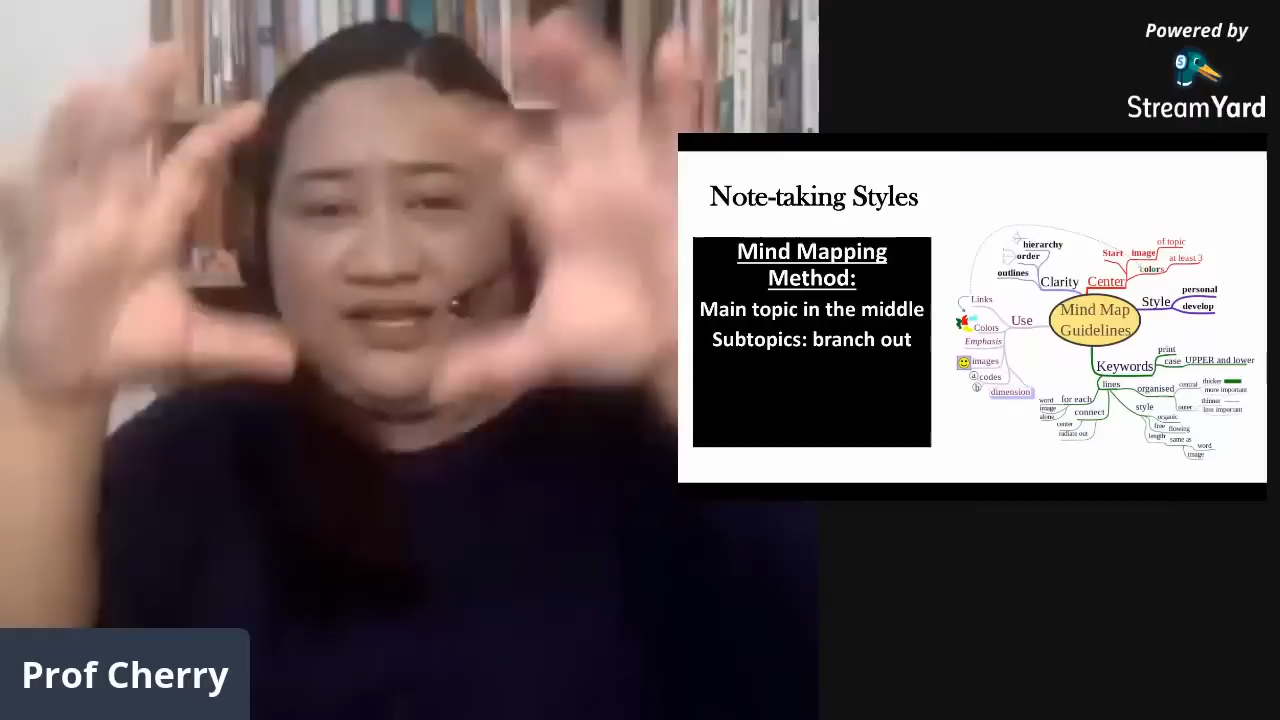 Powered by
StreamYard
Note-taking Styles
Mind Mapping
Method:
Main topic in the middle
Subtopics: branch out
Mind Map
Guidelines
Clarity
hierarchy
order
outlines
Center
Start
image
of topic
colors
at least 3
Style
personal
develop
Use
Links
Colors
Emphasis
images
a
codes
b
dimension
Keywords
print
case
UPPER and lower
lines
organised
central
thicker
more important
outer
thinner
less important
style
organic
free
flowing
length
same as
word
image
for each
word
image
alone
connect
center
radiate out
Prof Cherry